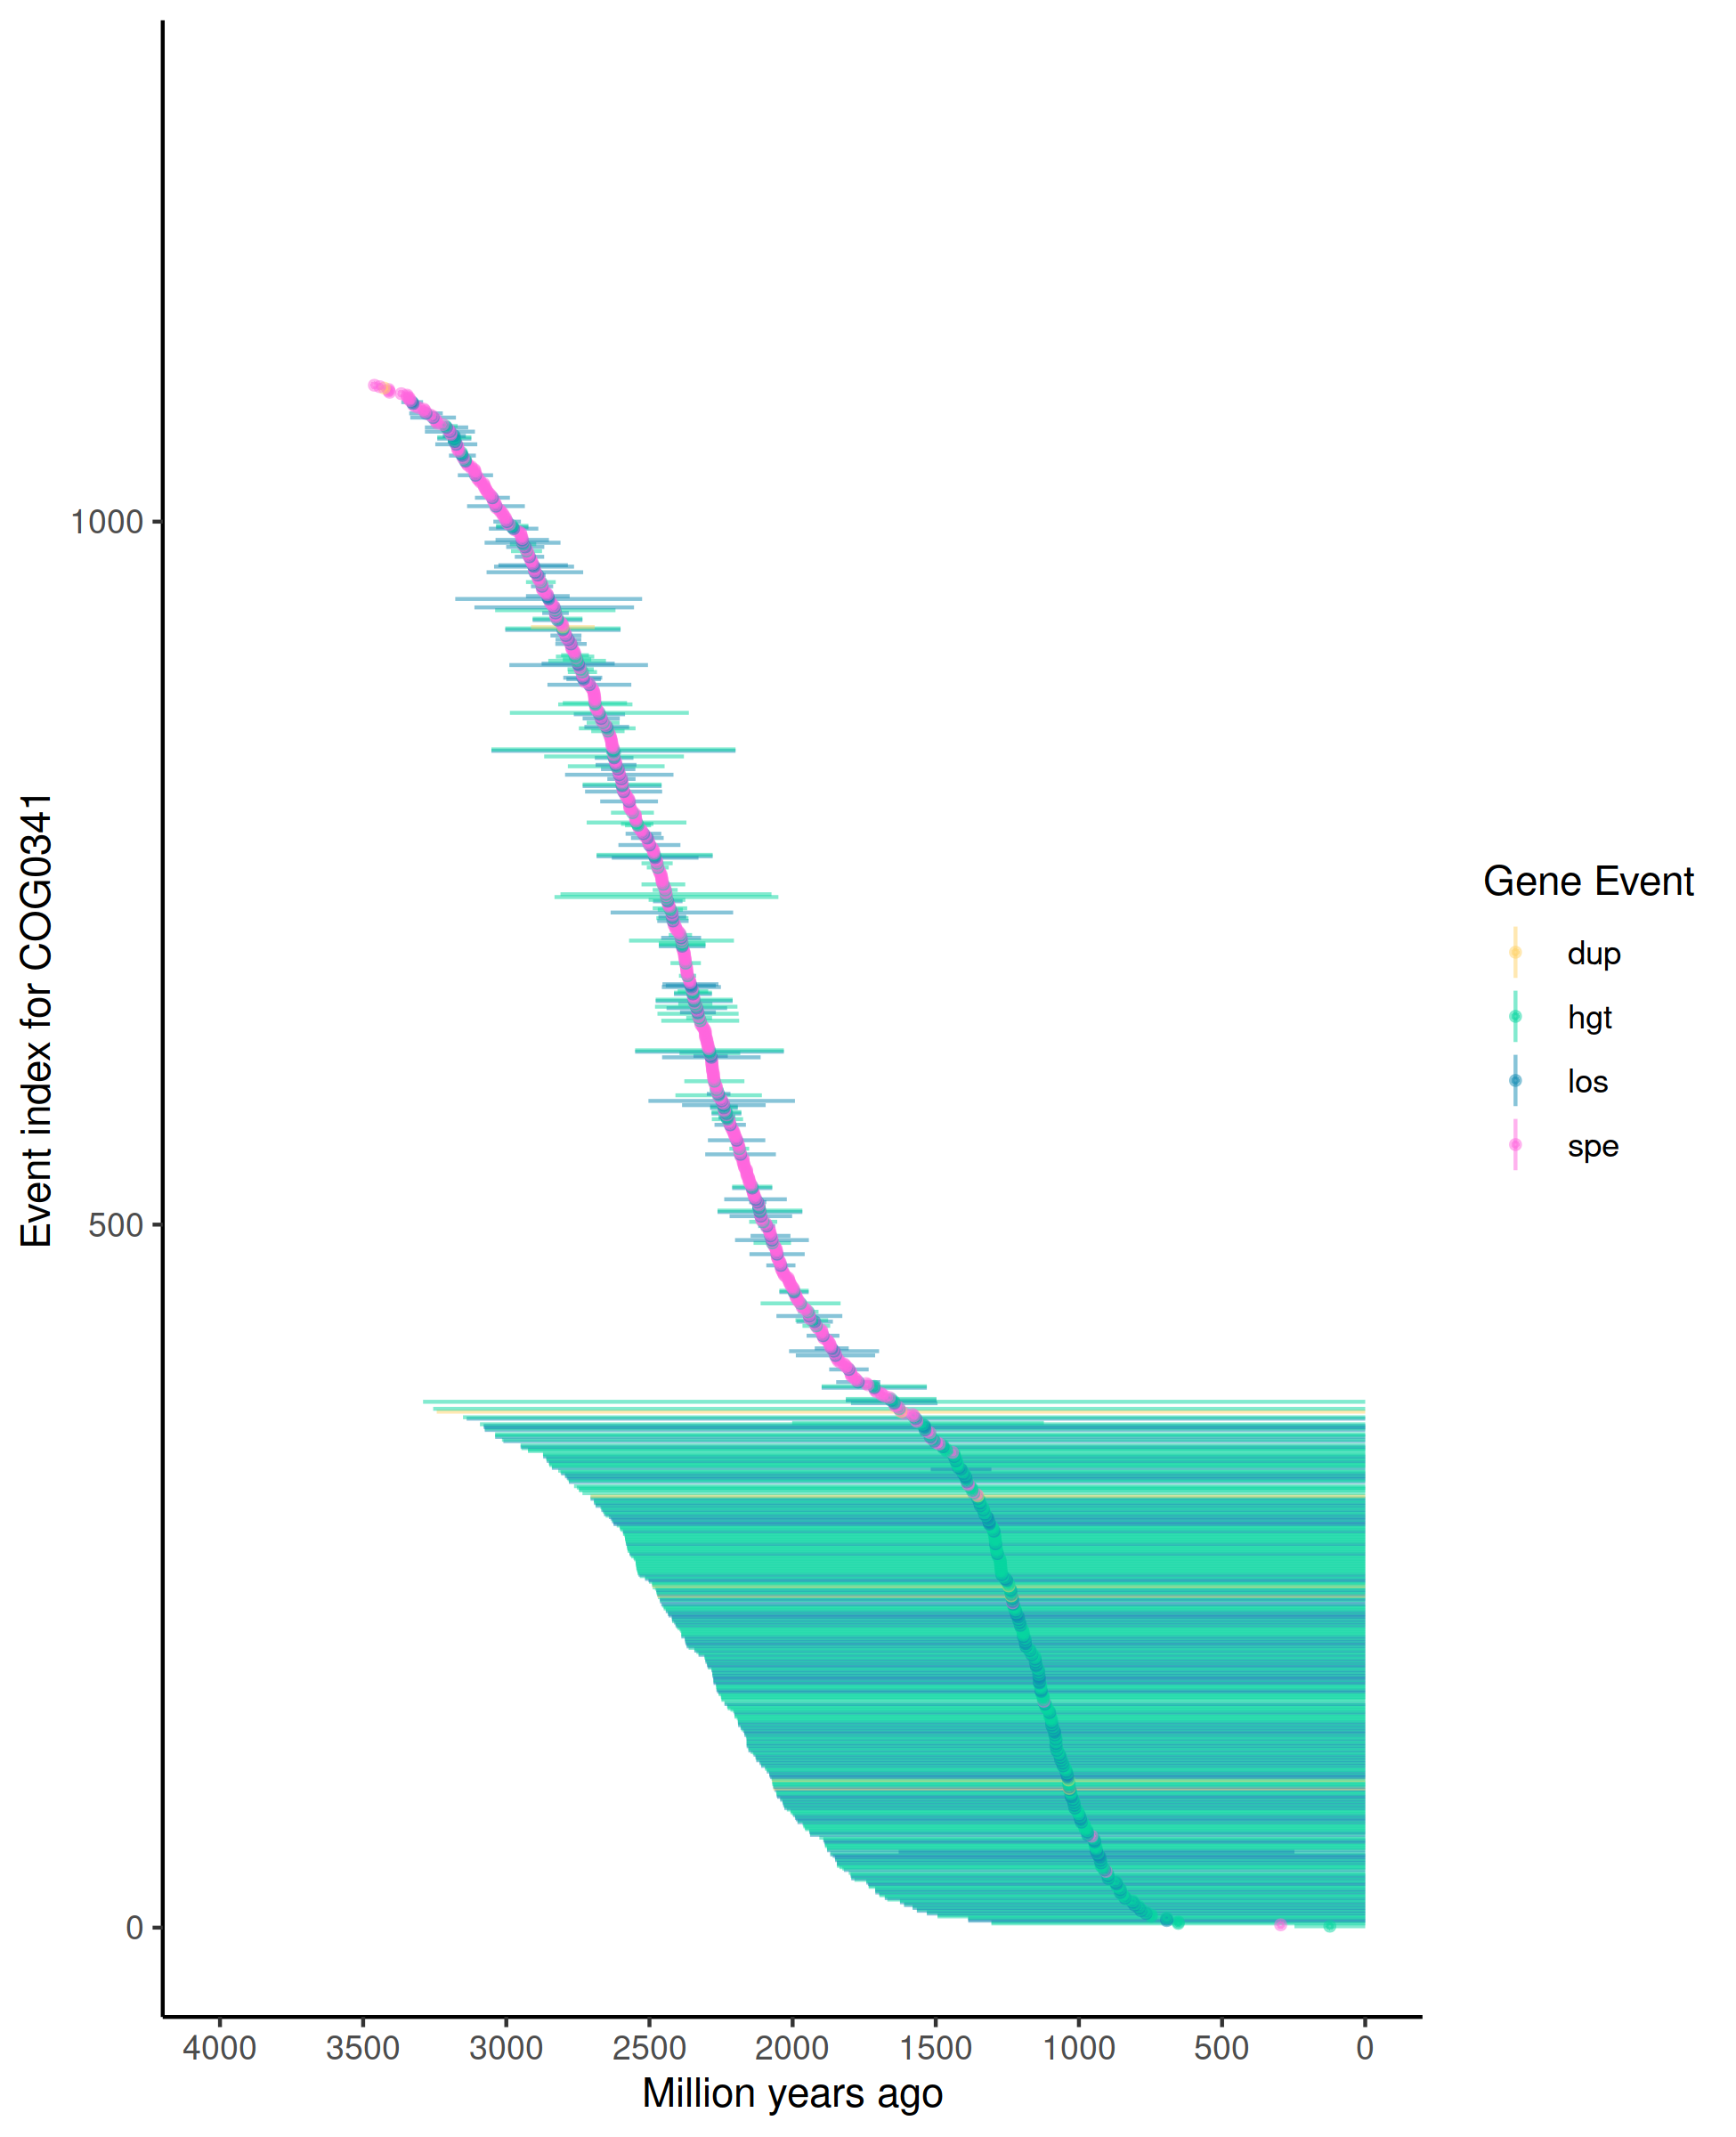 Event index for COG0341
1000
500
0
4000 3500 3000 2500 2000 1500 1000 500 0
Million years ago
Gene Event
dup
hgt
los
spe